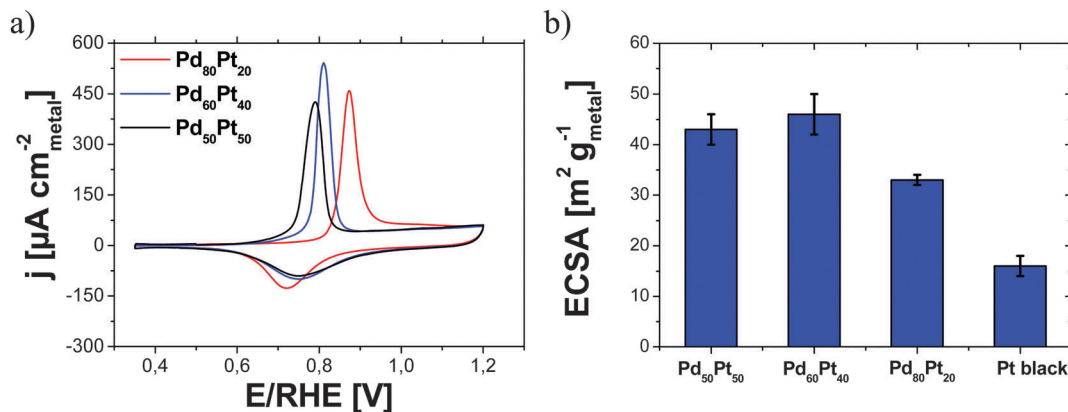 a)
600
450
300
150
0
-150
-300
j [µA cm⁻²metal]
Pd₈₀Pt₂₀
Pd₆₀Pt₄₀
Pd₅₀Pt₅₀
0,4 0,6 0,8 1,0 1,2
E/RHE [V]
b)
60
50
40
30
20
10
0
ECSA [m² g⁻¹metal]
Pd₅₀Pt₅₀ Pd₆₀Pt₄₀ Pd₈₀Pt₂₀ Pt black